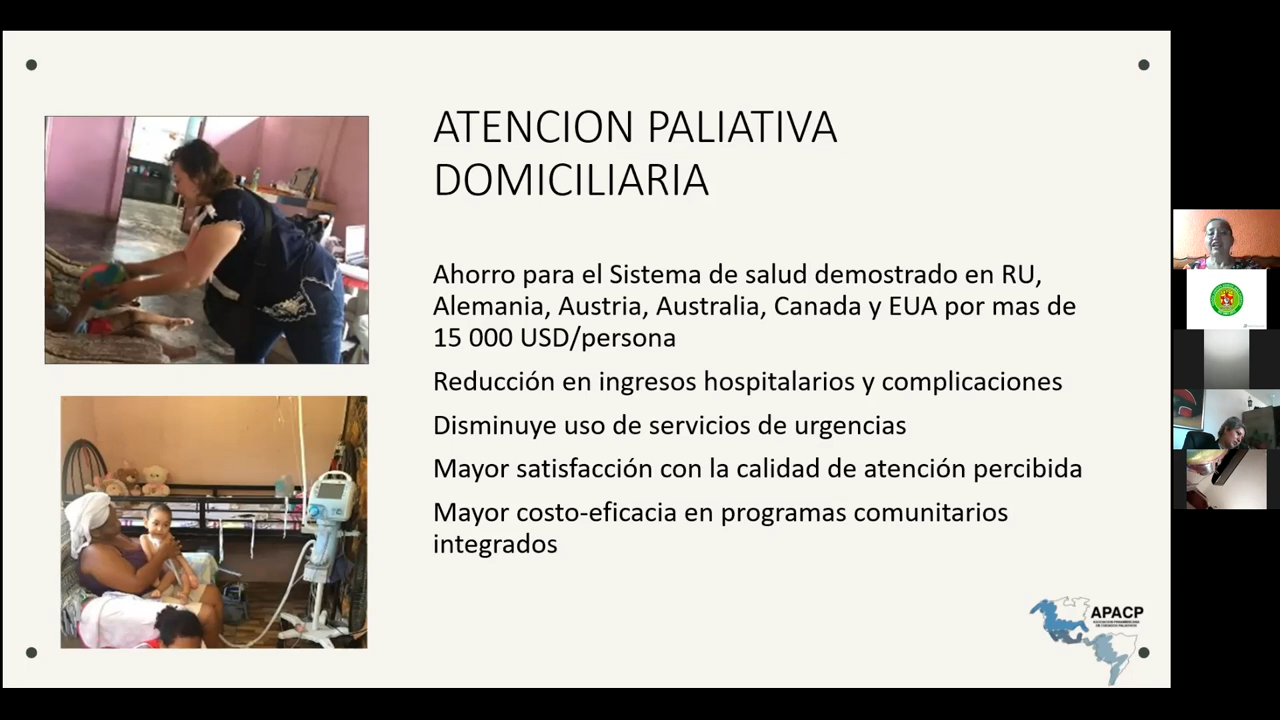 ATENCION PALIATIVA
DOMICILIARIA
Ahorro para el Sistema de salud demostrado en RU,
Alemania, Austria, Australia, Canada y EUA por mas de
15 000 USD/persona
Reducción en ingresos hospitalarios y complicaciones
Disminuye uso de servicios de urgencias
Mayor satisfacción con la calidad de atención percibida
Mayor costo-eficacia en programas comunitarios
integrados
APACP